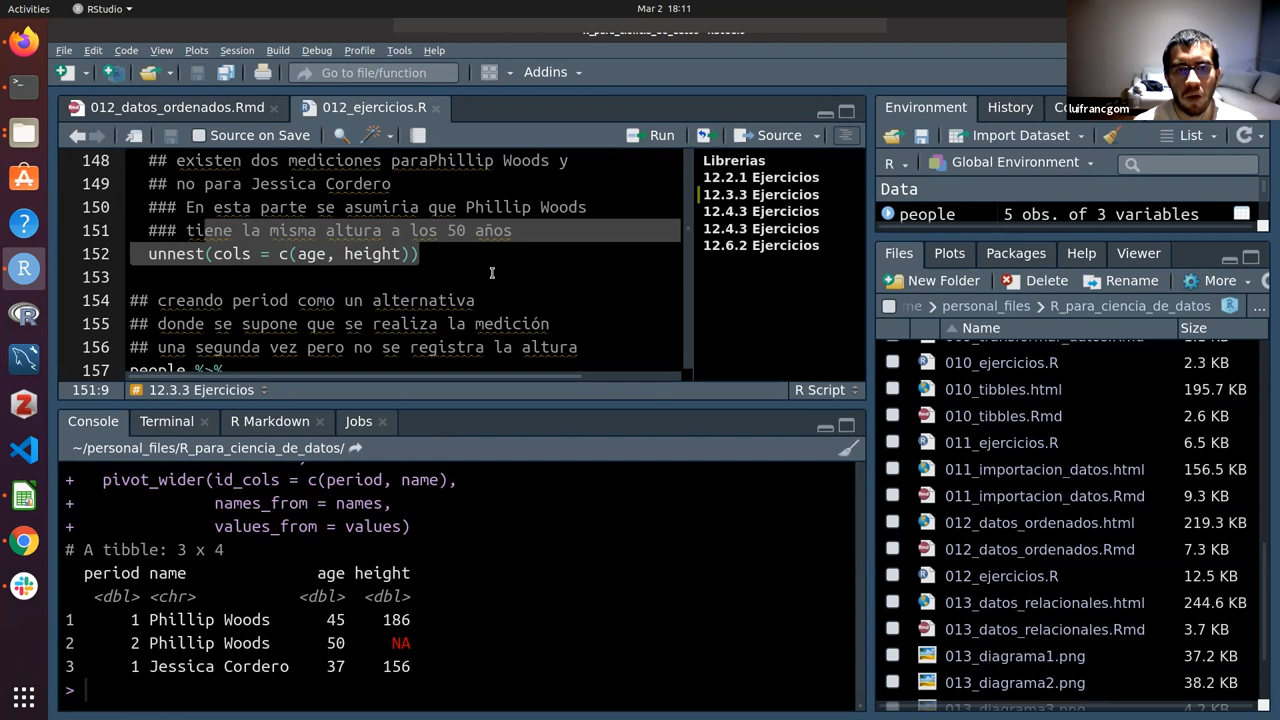 Activities
RStudio
Mar 2 18:11
File Edit Code View Plots Session Build Debug Profile Tools Help
Go to file/function
Addins
012_datos_ordenados.Rmd
012_ejercicios.R
Source on Save
Run
Source
148 ## existen dos mediciones paraPhillip Woods y
149 ## no para Jessica Cordero
150 ### En esta parte se asumiria que Phillip Woods
151 ### tiene la misma altura a los 50 años
152 unnest(cols = c(age, height))
153
154 ## creando period como un alternativa
155 ## donde se supone que se realiza la medición
156 ## una segunda vez pero no se registra la altura
157 people %>%
Librerias
12.2.1 Ejercicios
12.3.3 Ejercicios
12.4.3 Ejercicios
12.4.3 Ejercicios
12.6.2 Ejercicios
151:9
# 12.3.3 Ejercicios
R Script
Console Terminal R Markdown Jobs
~/personal_files/R_para_ciencia_de_datos/
+ pivot_wider(id_cols = c(period, name),
+ names_from = names,
+ values_from = values)
# A tibble: 3 x 4
period name age height
<dbl> <chr> <dbl> <dbl>
1 1 Phillip Woods 45 186
2 2 Phillip Woods 50 NA
3 1 Jessica Cordero 37 156
>
luifrancgom
Environment History
Import Dataset
List
R
Global Environment
Data
people 5 obs. of 3 variables
Files Plots Packages Help Viewer
New Folder Delete Rename More
me personal_files R_para_ciencia_de_datos ...
Name Size
010_ejercicios.R 2.3 KB
010_tibbles.html 195.7 KB
010_tibbles.Rmd 2.6 KB
011_ejercicios.R 6.5 KB
011_importacion_datos.html 156.5 KB
011_importacion_datos.Rmd 9.3 KB
012_datos_ordenados.html 219.3 KB
012_datos_ordenados.Rmd 7.3 KB
012_ejercicios.R 12.5 KB
013_datos_relacionales.html 244.6 KB
013_datos_relacionales.Rmd 3.7 KB
013_diagrama1.png 37.2 KB
013_diagrama2.png 38.2 KB